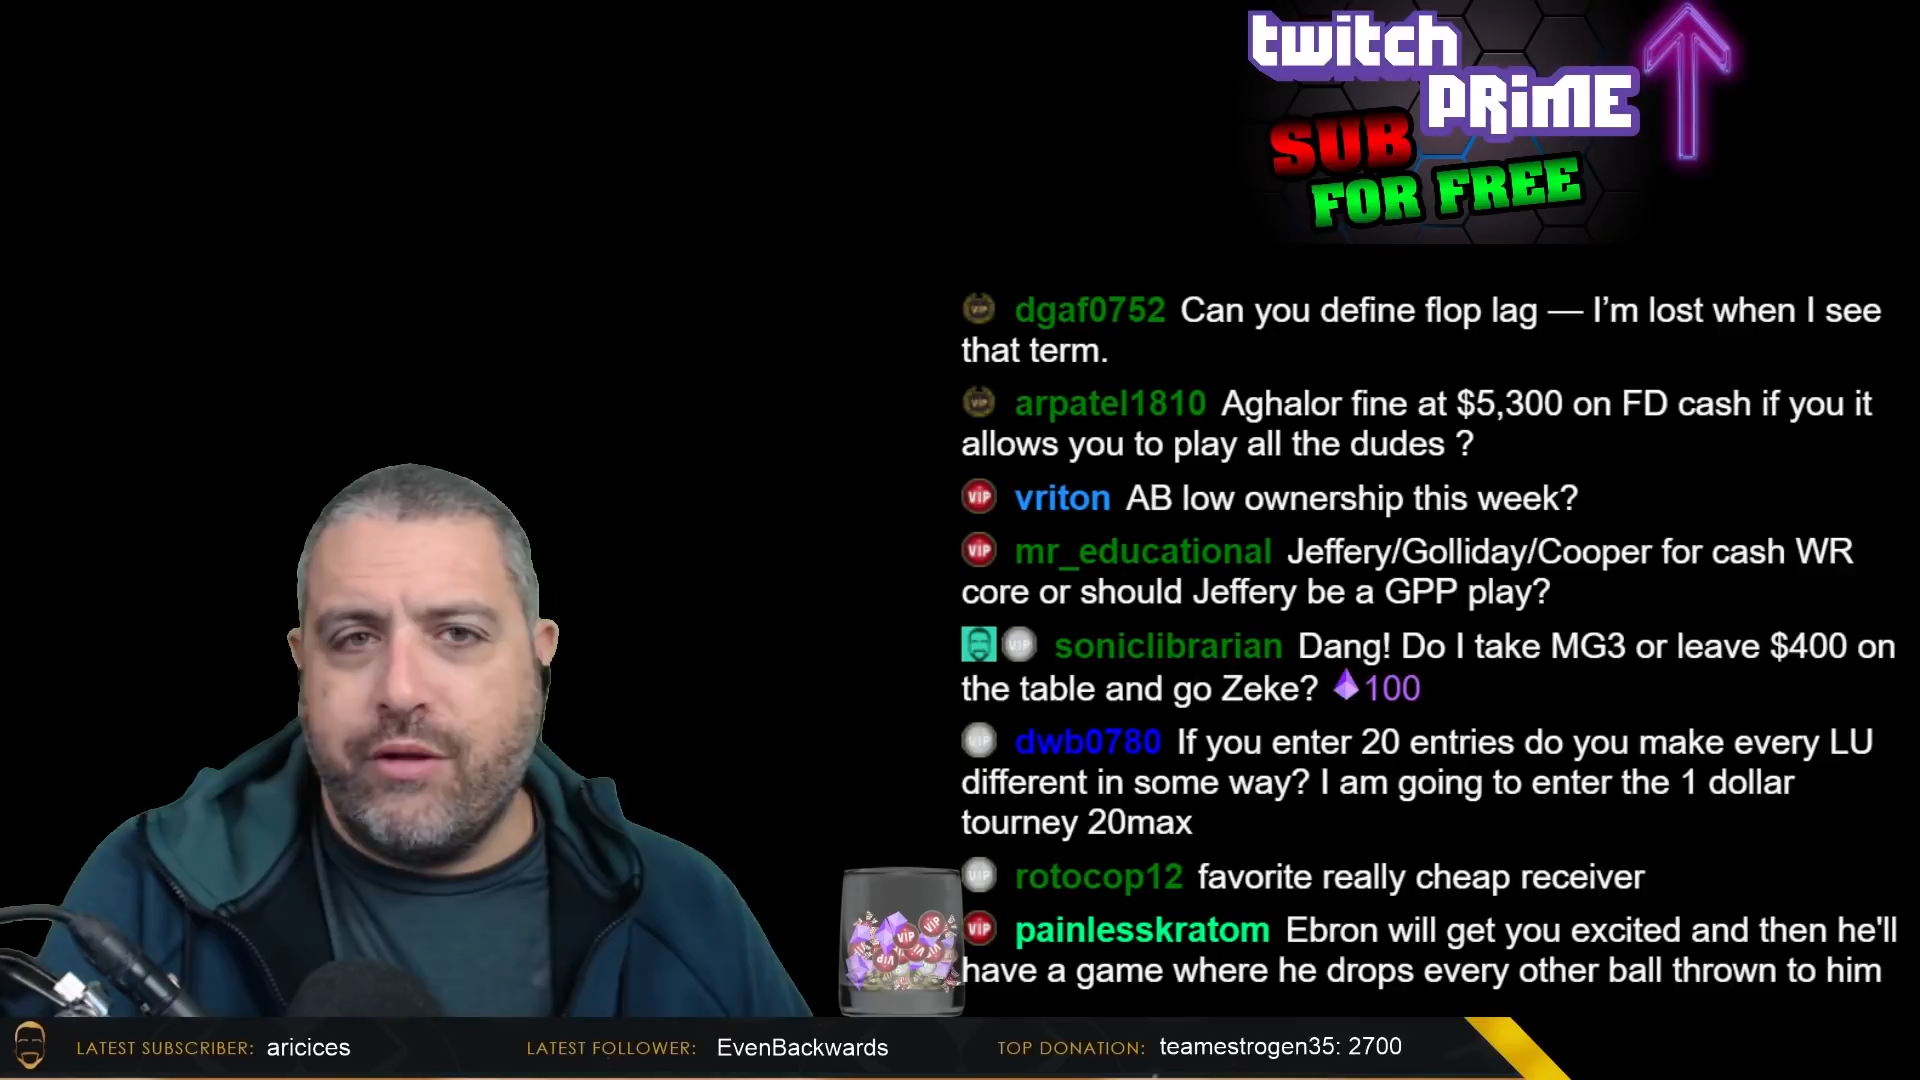 twitch
PRiME
SUB
FOR FREE
dgaf0752 Can you define flop lag — I’m lost when I see
that term.
arpatel1810 Aghalor fine at $5,300 on FD cash if you it
allows you to play all the dudes ?
VIP vriton AB low ownership this week?
VIP mr_educational Jeffery/Golliday/Cooper for cash WR
core or should Jeffery be a GPP play?
VIP soniclibrarian Dang! Do I take MG3 or leave $400 on
the table and go Zeke? 100
VIP dwb0780 If you enter 20 entries do you make every LU
different in some way? I am going to enter the 1 dollar
tourney 20max
VIP rotocop12 favorite really cheap receiver
VIP painlesskratom Ebron will get you excited and then he'll
have a game where he drops every other ball thrown to him
LATEST SUBSCRIBER: aricices LATEST FOLLOWER: EvenBackwards TOP DONATION: teamestrogen35: 2700